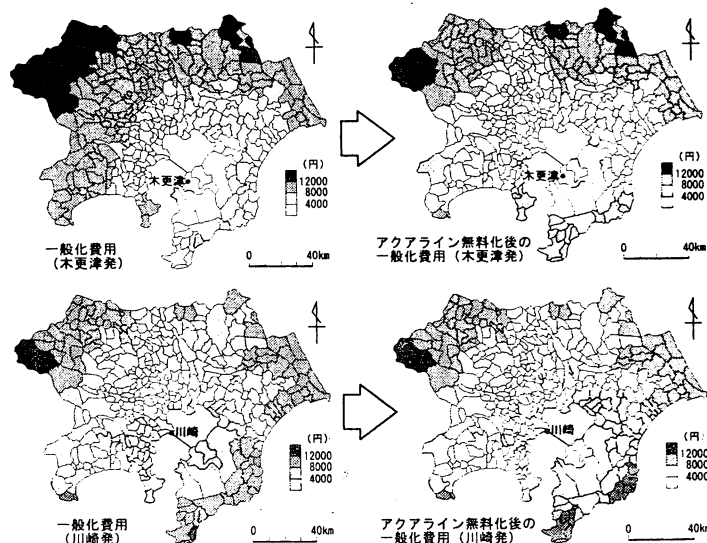 (円)
12000
8000
4000
木更津
一般化費用
(木更津発)
0 40km
(円)
12000
8000
4000
木更津
アクアライン無料化後の
一般化費用(木更津発)
0 40km
(円)
12000
8000
4000
川崎
一般化費用
(川崎発)
0 40km
(円)
12000
8000
4000
川崎
アクアライン無料化後の
一般化費用(川崎発)
0 40km